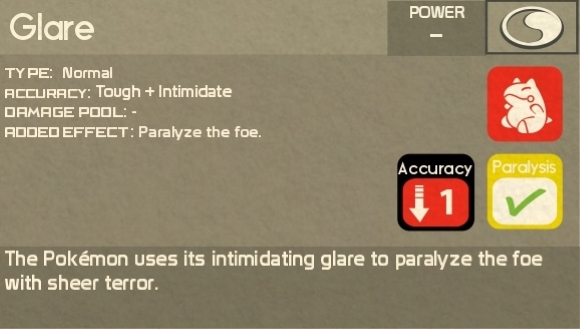 Glare
POWER
–
TYPE: Normal
ACCURACY: Tough + Intimidate
DAMAGE POOL: -
ADDED EFFECT: Paralyze the foe.
Accuracy
1
Paralysis
The Pokémon uses its intimidating glare to paralyze the foe
with sheer terror.